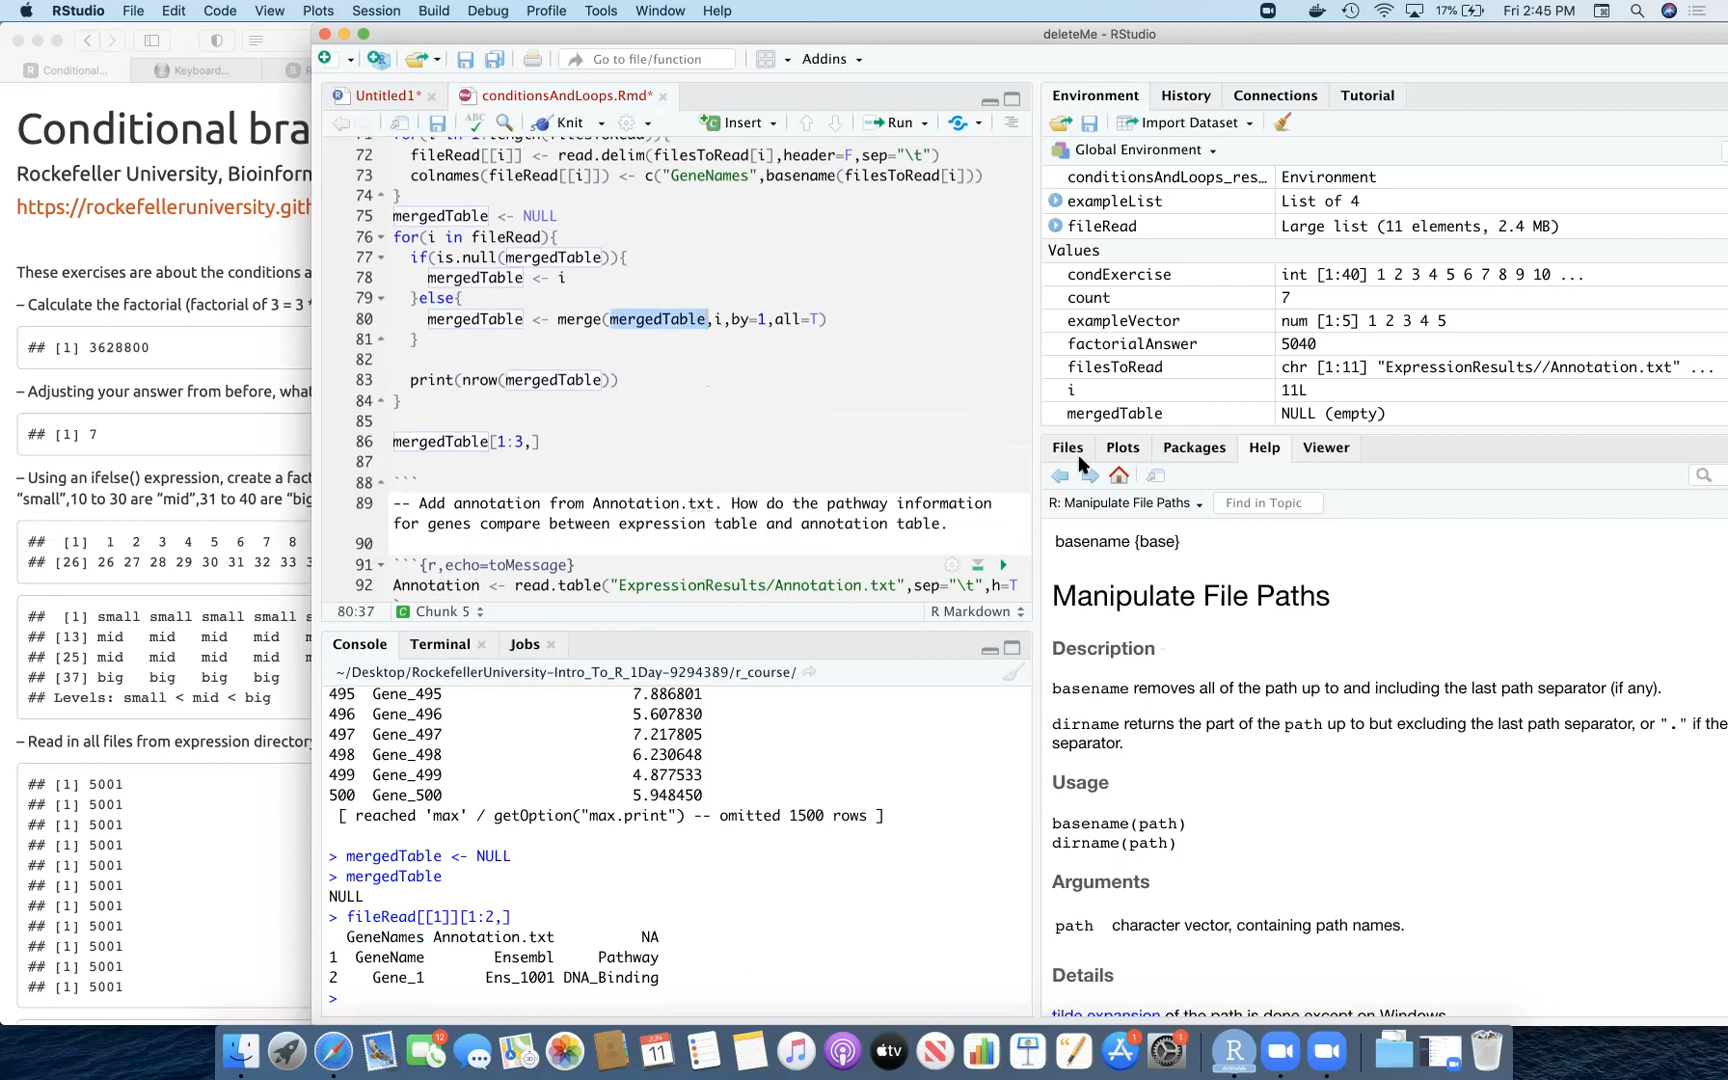 RStudio File Edit Code View Plots Session Build Debug Profile Tools Window Help
17% Fri 2:45 PM
Conditional...
Keyboard...
Conditional bra
Rockefeller University, Bioinforn
https://rockefelleruniversity.gith
These exercises are about the conditions a
– Calculate the factorial (factorial of 3 = 3 *
## [1] 3628800
– Adjusting your answer from before, what
## [1] 7
– Using an ifelse() expression, create a fact
“small”,10 to 30 are “mid”,31 to 40 are “big
## [1] 1 2 3 4 5 6 7 8
## [26] 26 27 28 29 30 31 32 33 3
## [1] small small small small s
## [13] mid mid mid mid m
## [25] mid mid mid mid m
## [37] big big big big
## Levels: small < mid < big
– Read in all files from expression directory
## [1] 5001
## [1] 5001
## [1] 5001
## [1] 5001
## [1] 5001
## [1] 5001
## [1] 5001
## [1] 5001
## [1] 5001
## [1] 5001
## [1] 5001
deleteMe - RStudio
Go to file/function
Addins
Untitled1*
conditionsAndLoops.Rmd*
Knit
Insert
Run
72 fileRead[[i]] <- read.delim(filesToRead[i],header=F,sep="\t")
73 colnames(fileRead[[i]]) <- c("GeneNames",basename(filesToRead[i]))
74 }
75 mergedTable <- NULL
76 for(i in fileRead){
77 if(is.null(mergedTable)){
78 mergedTable <- i
79 }else{
80 mergedTable <- merge(mergedTable,i,by=1,all=T)
81 }
82
83 print(nrow(mergedTable))
84 }
85
86 mergedTable[1:3,]
87
88 ```
89 -- Add annotation from Annotation.txt. How do the pathway information
for genes compare between expression table and annotation table.
90
91 ```{r,echo=toMessage}
92 Annotation <- read.table("ExpressionResults/Annotation.txt",sep="\t",h=T
80:37 Chunk 5 R Markdown
Console Terminal Jobs
~/Desktop/RockefellerUniversity-Intro_To_R_1Day-9294389/r_course/
495 Gene_495 7.886801
496 Gene_496 5.607830
497 Gene_497 7.217805
498 Gene_498 6.230648
499 Gene_499 4.877533
500 Gene_500 5.948450
[ reached 'max' / getOption("max.print") -- omitted 1500 rows ]
> mergedTable <- NULL
> mergedTable
NULL
> fileRead[[1]][1:2,]
GeneNames Annotation.txt NA
1 GeneName Ensembl Pathway
2 Gene_1 Ens_1001 DNA_Binding
>
Environment History Connections Tutorial
Import Dataset
Global Environment
conditionsAndLoops_res… Environment
exampleList List of 4
fileRead Large list (11 elements, 2.4 MB)
Values
condExercise int [1:40] 1 2 3 4 5 6 7 8 9 10 ...
count 7
exampleVector num [1:5] 1 2 3 4 5
factorialAnswer 5040
filesToRead chr [1:11] "ExpressionResults//Annotation.txt" ...
i 11L
mergedTable NULL (empty)
Files Plots Packages Help Viewer
R: Manipulate File Paths
Find in Topic
basename {base}
Manipulate File Paths
Description
basename removes all of the path up to and including the last path separator (if any).
dirname returns the part of the path up to but excluding the last path separator, or "." if the
separator.
Usage
basename(path)
dirname(path)
Arguments
path character vector, containing path names.
Details
tilde expansion of the path is done except on Windows
12
JUN
11
tv
1
R